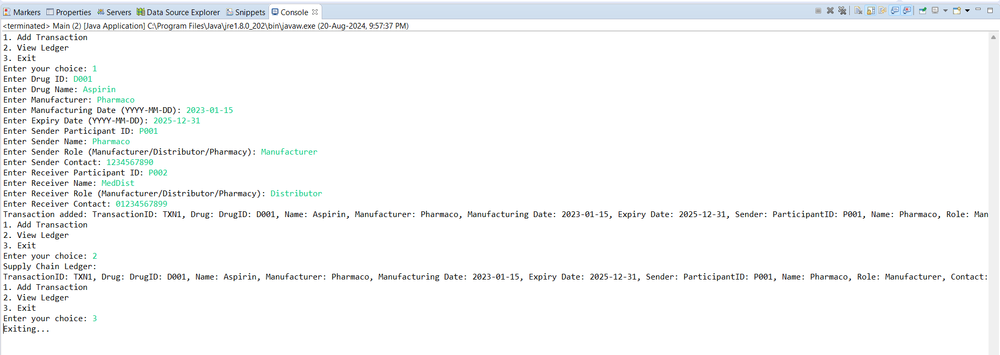 Markers Properties Servers Data Source Explorer Snippets Console
<terminated> Main (2) [Java Application] C:\Program Files\Java\jre1.8.0_202\bin\javaw.exe (20-Aug-2024, 9:57:37 PM)
1. Add Transaction
2. View Ledger
3. Exit
Enter your choice: 1
Enter Drug ID: D001
Enter Drug Name: Aspirin
Enter Manufacturer: Pharmaco
Enter Manufacturing Date (YYYY-MM-DD): 2023-01-15
Enter Expiry Date (YYYY-MM-DD): 2025-12-31
Enter Sender Participant ID: P001
Enter Sender Name: Pharmaco
Enter Sender Role (Manufacturer/Distributor/Pharmacy): Manufacturer
Enter Sender Contact: 1234567890
Enter Receiver Participant ID: P002
Enter Receiver Name: MedDist
Enter Receiver Role (Manufacturer/Distributor/Pharmacy): Distributor
Enter Receiver Contact: 01234567899
Transaction added: TransactionID: TXN1, Drug: DrugID: D001, Name: Aspirin, Manufacturer: Pharmaco, Manufacturing Date: 2023-01-15, Expiry Date: 2025-12-31, Sender: ParticipantID: P001, Name: Pharmaco, Role: Man
1. Add Transaction
2. View Ledger
3. Exit
Enter your choice: 2
Supply Chain Ledger:
TransactionID: TXN1, Drug: DrugID: D001, Name: Aspirin, Manufacturer: Pharmaco, Manufacturing Date: 2023-01-15, Expiry Date: 2025-12-31, Sender: ParticipantID: P001, Name: Pharmaco, Role: Manufacturer, Contact:
1. Add Transaction
2. View Ledger
3. Exit
Enter your choice: 3
Exiting...